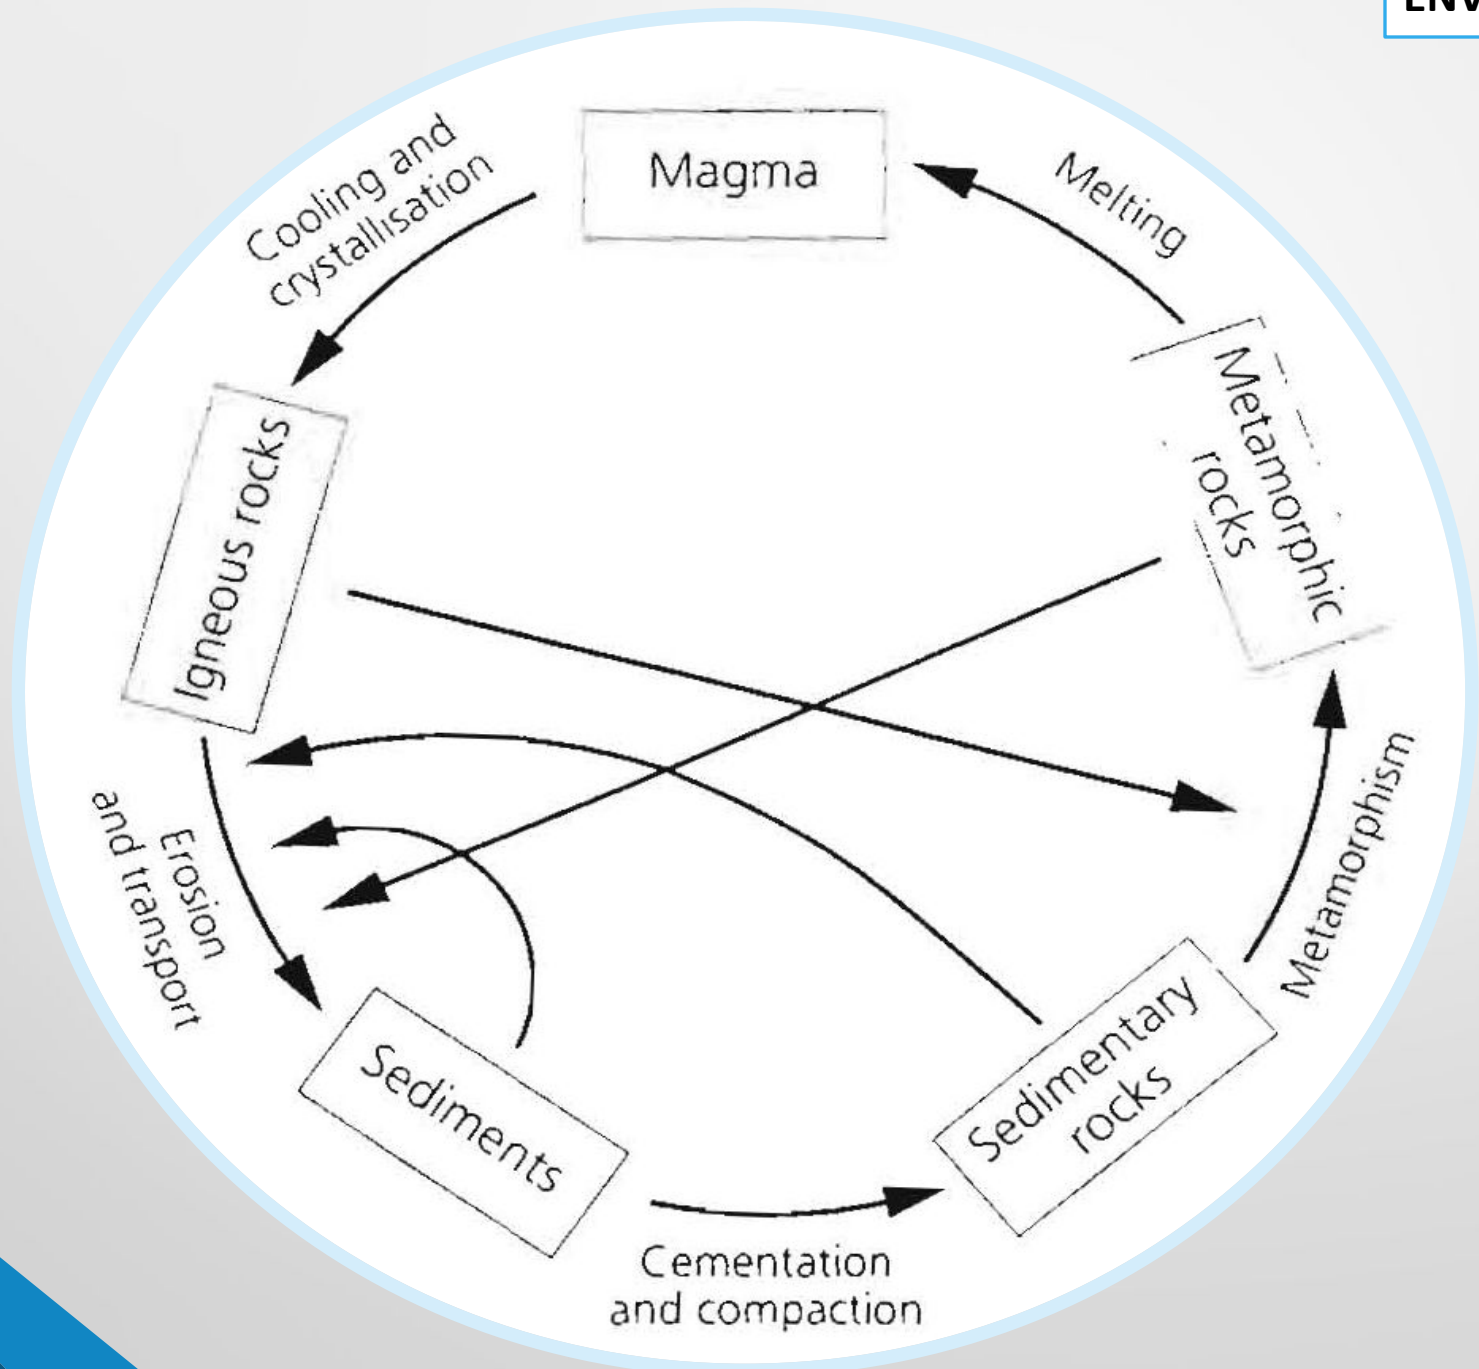 Magma
Melting
Metamorphic
rocks
Metamorphism
Sedimentary
rocks
Cementation
and compaction
Sediments
Erosion
and transport
Igneous rocks
Cooling and
crystallisation